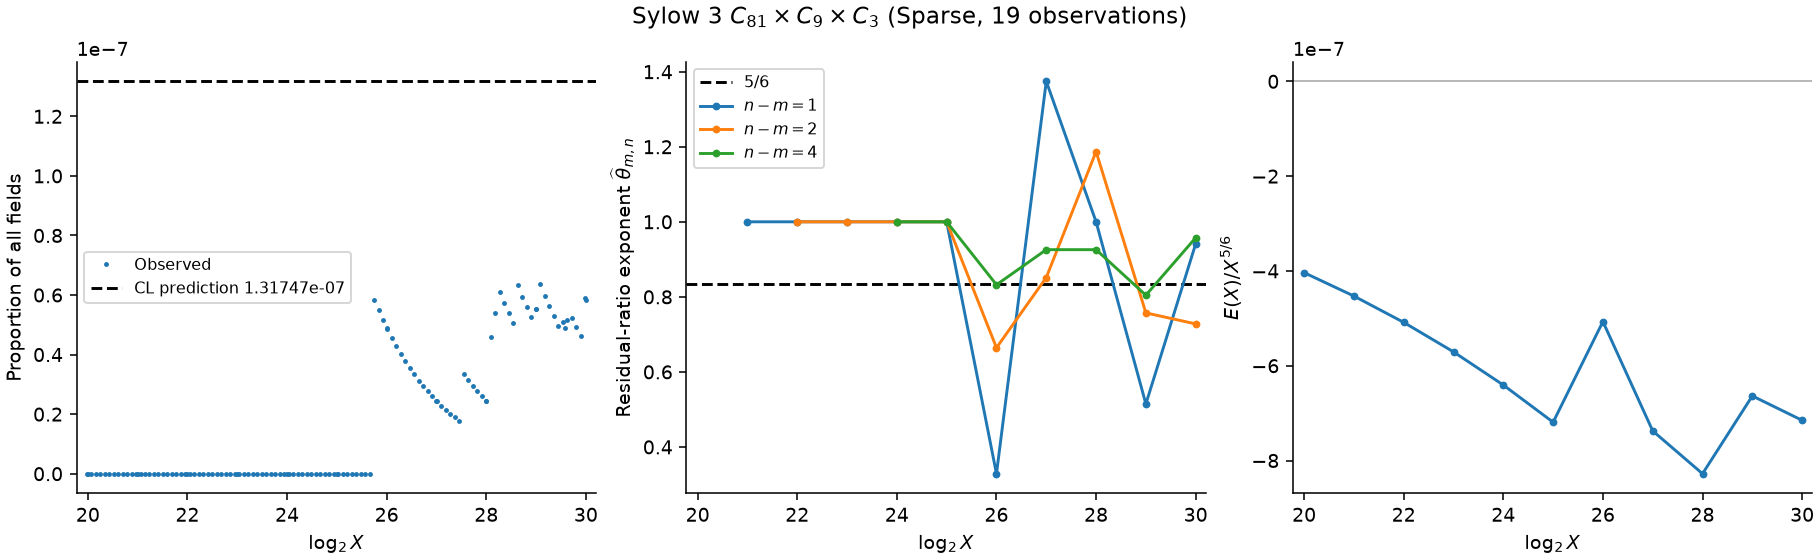 Sylow 3 C₈₁ × C₉ × C₃ (Sparse, 19 observations)
1e−7
Proportion of all fields
1.2
1.0
0.8
0.6
0.4
0.2
0.0
Observed
CL prediction 1.31747e-07
20 22 24 26 28 30
log₂ X
Residual-ratio exponent θ̂ₘ,ₙ
1.4
1.2
1.0
0.8
0.6
0.4
5/6
n − m = 1
n − m = 2
n − m = 4
20 22 24 26 28 30
log₂ X
1e−7
E(X)/X⁵ᐟ⁶
0
−2
−4
−6
−8
20 22 24 26 28 30
log₂ X